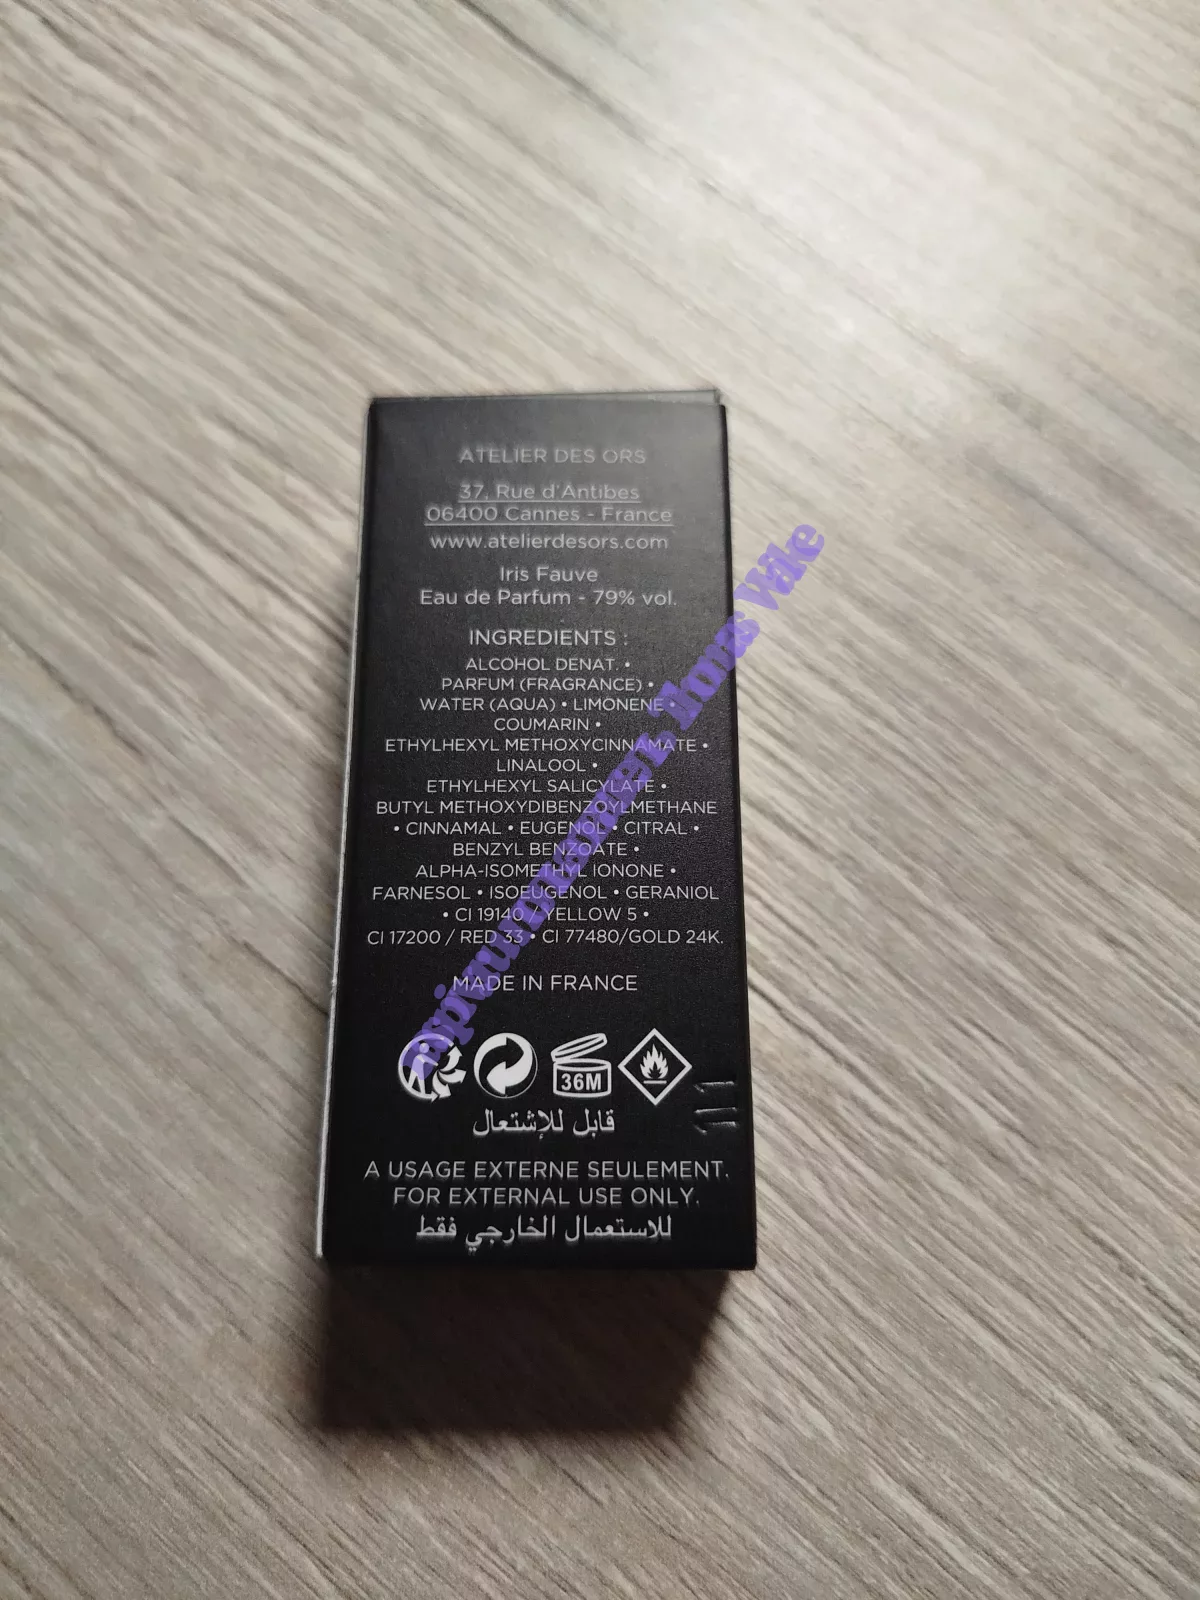 ATELIER DES ORS
37, Rue d'Antibes
06400 Cannes - France
www.atelierdesors.com
Iris Fauve
Eau de Parfum - 79% vol.
INGREDIENTS :
ALCOHOL DENAT. •
PARFUM (FRAGRANCE) •
WATER (AQUA) • LIMONENE •
COUMARIN •
ETHYLHEXYL METHOXYCINNAMATE •
LINALOOL •
ETHYLHEXYL SALICYLATE •
BUTYL METHOXYDIBENZOYLMETHANE
• CINNAMAL • EUGENOL • CITRAL •
BENZYL BENZOATE •
ALPHA-ISOMETHYL IONONE •
FARNESOL • ISOEUGENOL • GERANIOL
• CI 19140 / YELLOW 5 •
CI 17200 / RED 33 • CI 77480/GOLD 24K.
MADE IN FRANCE
36M
قابل للإشتعال
A USAGE EXTERNE SEULEMENT.
FOR EXTERNAL USE ONLY.
للاستعمال الخارجي فقط